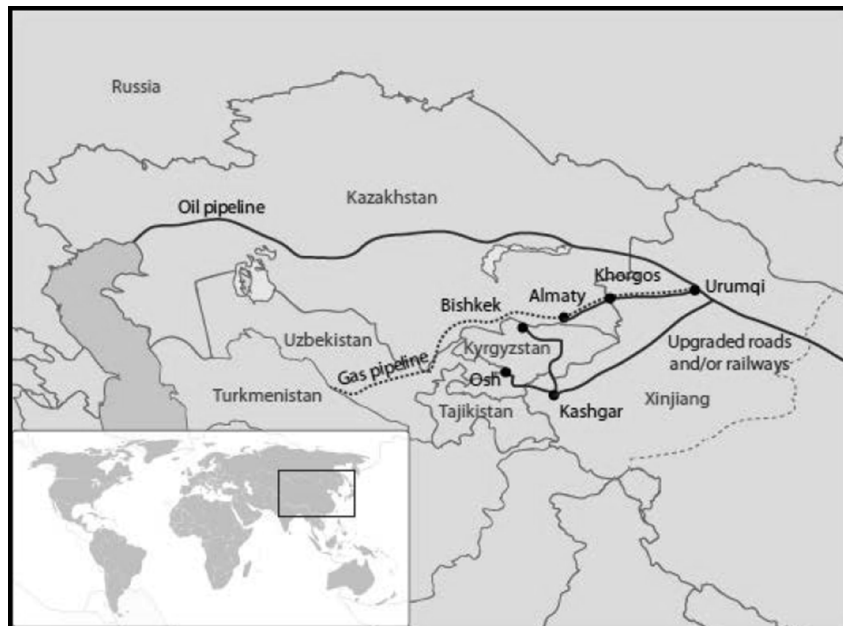 Russia
Kazakhstan
Oil pipeline
Khorgos
Urumqi
Almaty
Bishkek
Uzbekistan
Kyrgyzstan
Upgraded roads
and/or railways
Gas pipeline
Osh
Turkmenistan
Tajikistan
Kashgar
Xinjiang